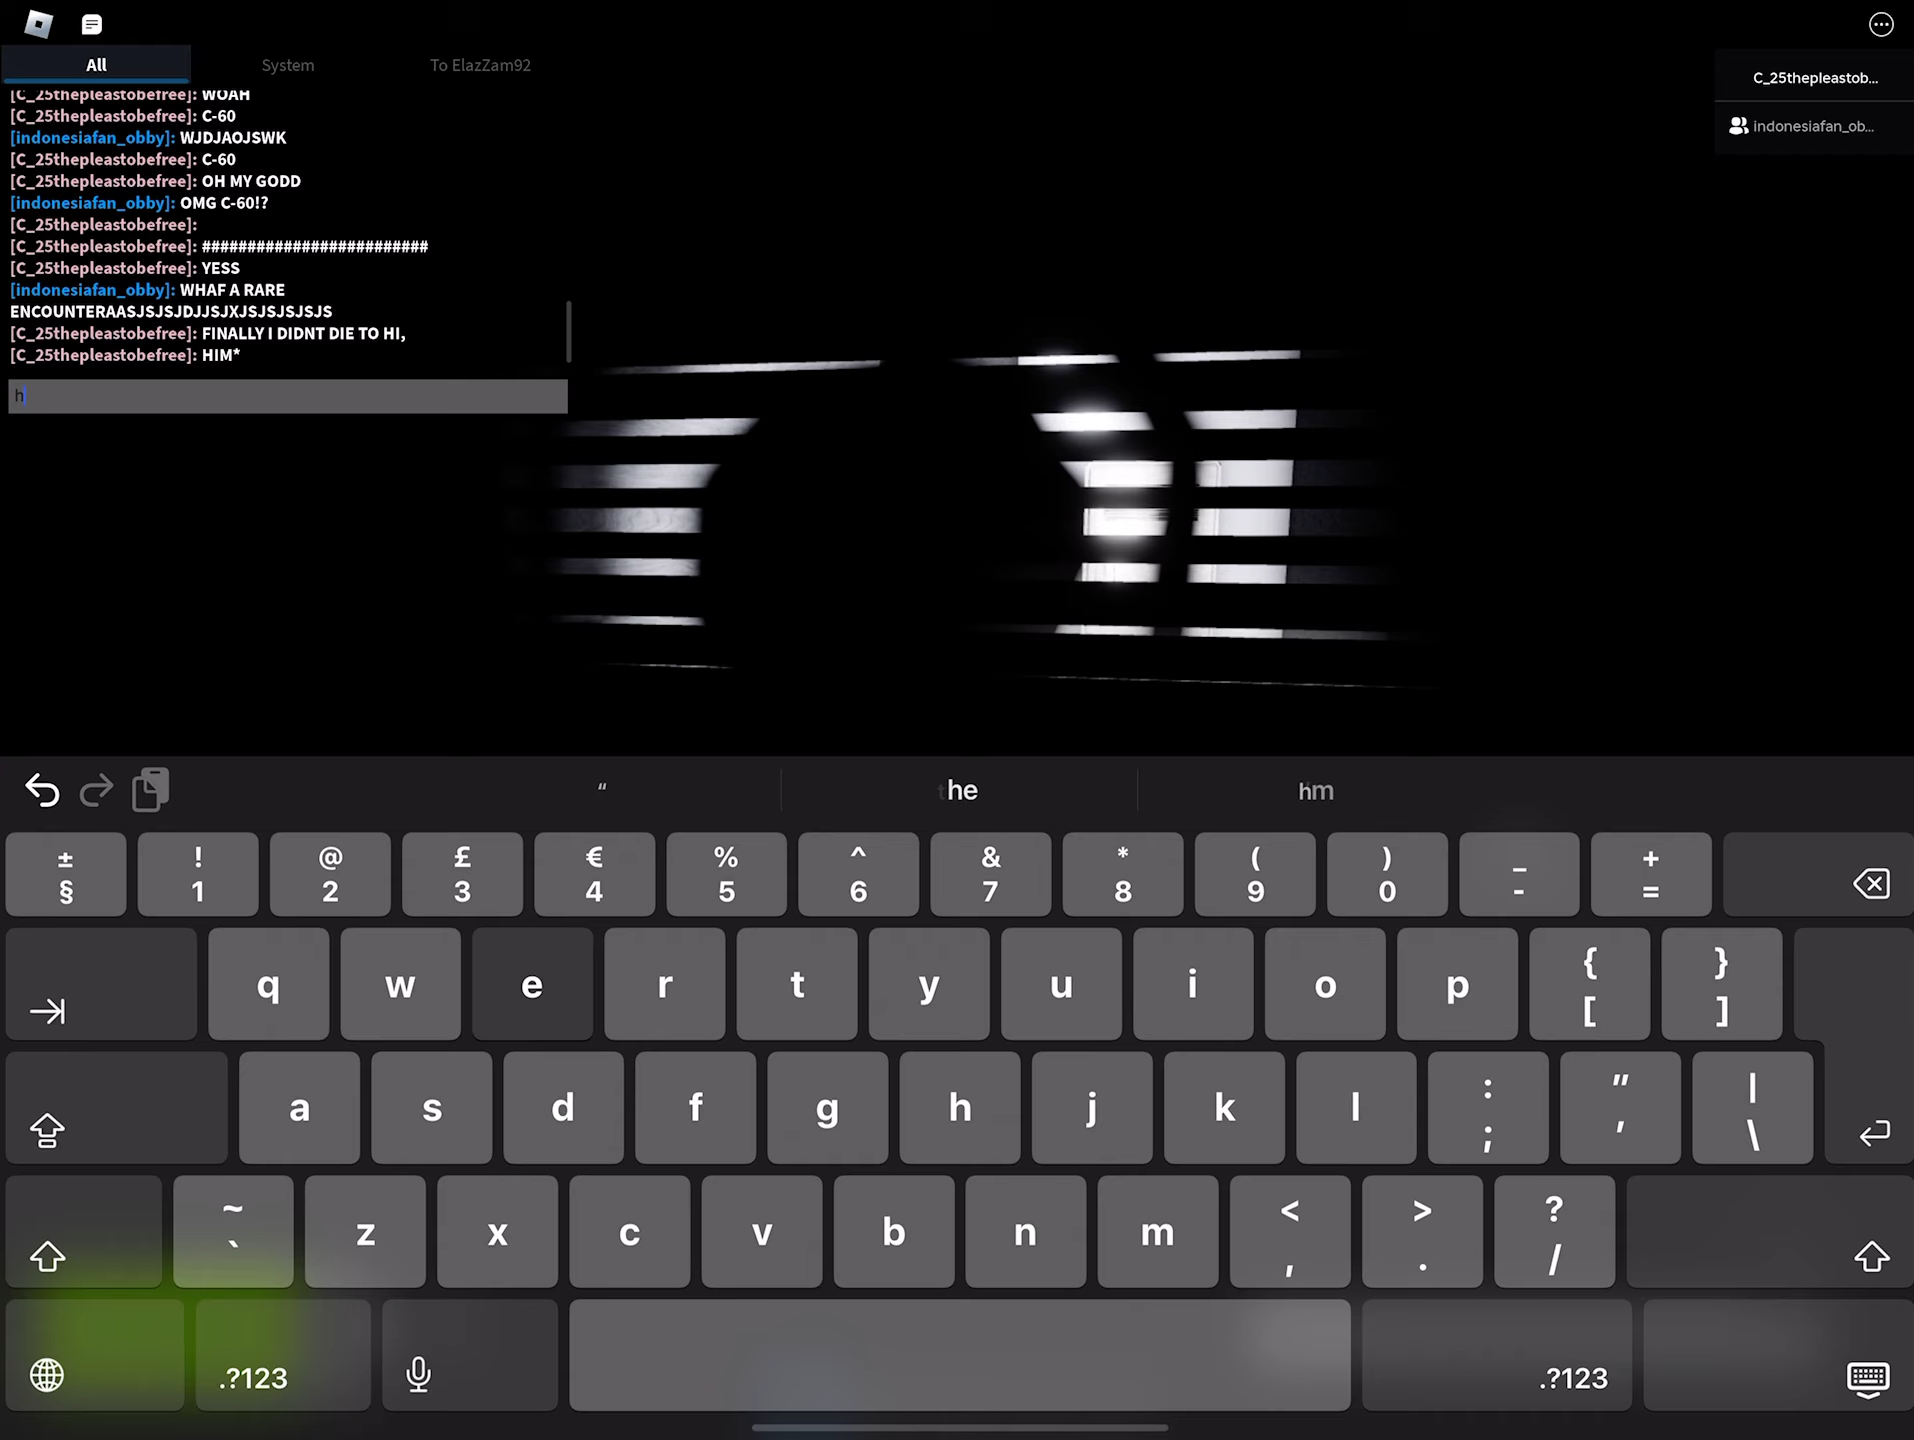 All
System
To ElazZam92
C_25thepleastob...
indonesiafan_ob...
[C_25thepleastobefree]: WOAH
[C_25thepleastobefree]: C-60
[indonesiafan_obby]: WJDJAOJSWK
[C_25thepleastobefree]: C-60
[C_25thepleastobefree]: OH MY GODD
[indonesiafan_obby]: OMG C-60!?
[C_25thepleastobefree]:
[C_25thepleastobefree]: #########################
[C_25thepleastobefree]: YESS
[indonesiafan_obby]: WHAF A RARE
ENCOUNTERAASJSJSJDJJSJXJSJSJSJSJS
[C_25thepleastobefree]: FINALLY I DIDNT DIE TO HI,
[C_25thepleastobefree]: HIM*
h
“ the hm
± ! @ £ € % ^ & * ( ) _ +
§ 1 2 3 4 5 6 7 8 9 0 - =
q w e r t y u i o p { }
[ ]
a s d f g h j k l : " |
; ' \
~ z x c v b n m < > ?
` , . /
.?123 .?123